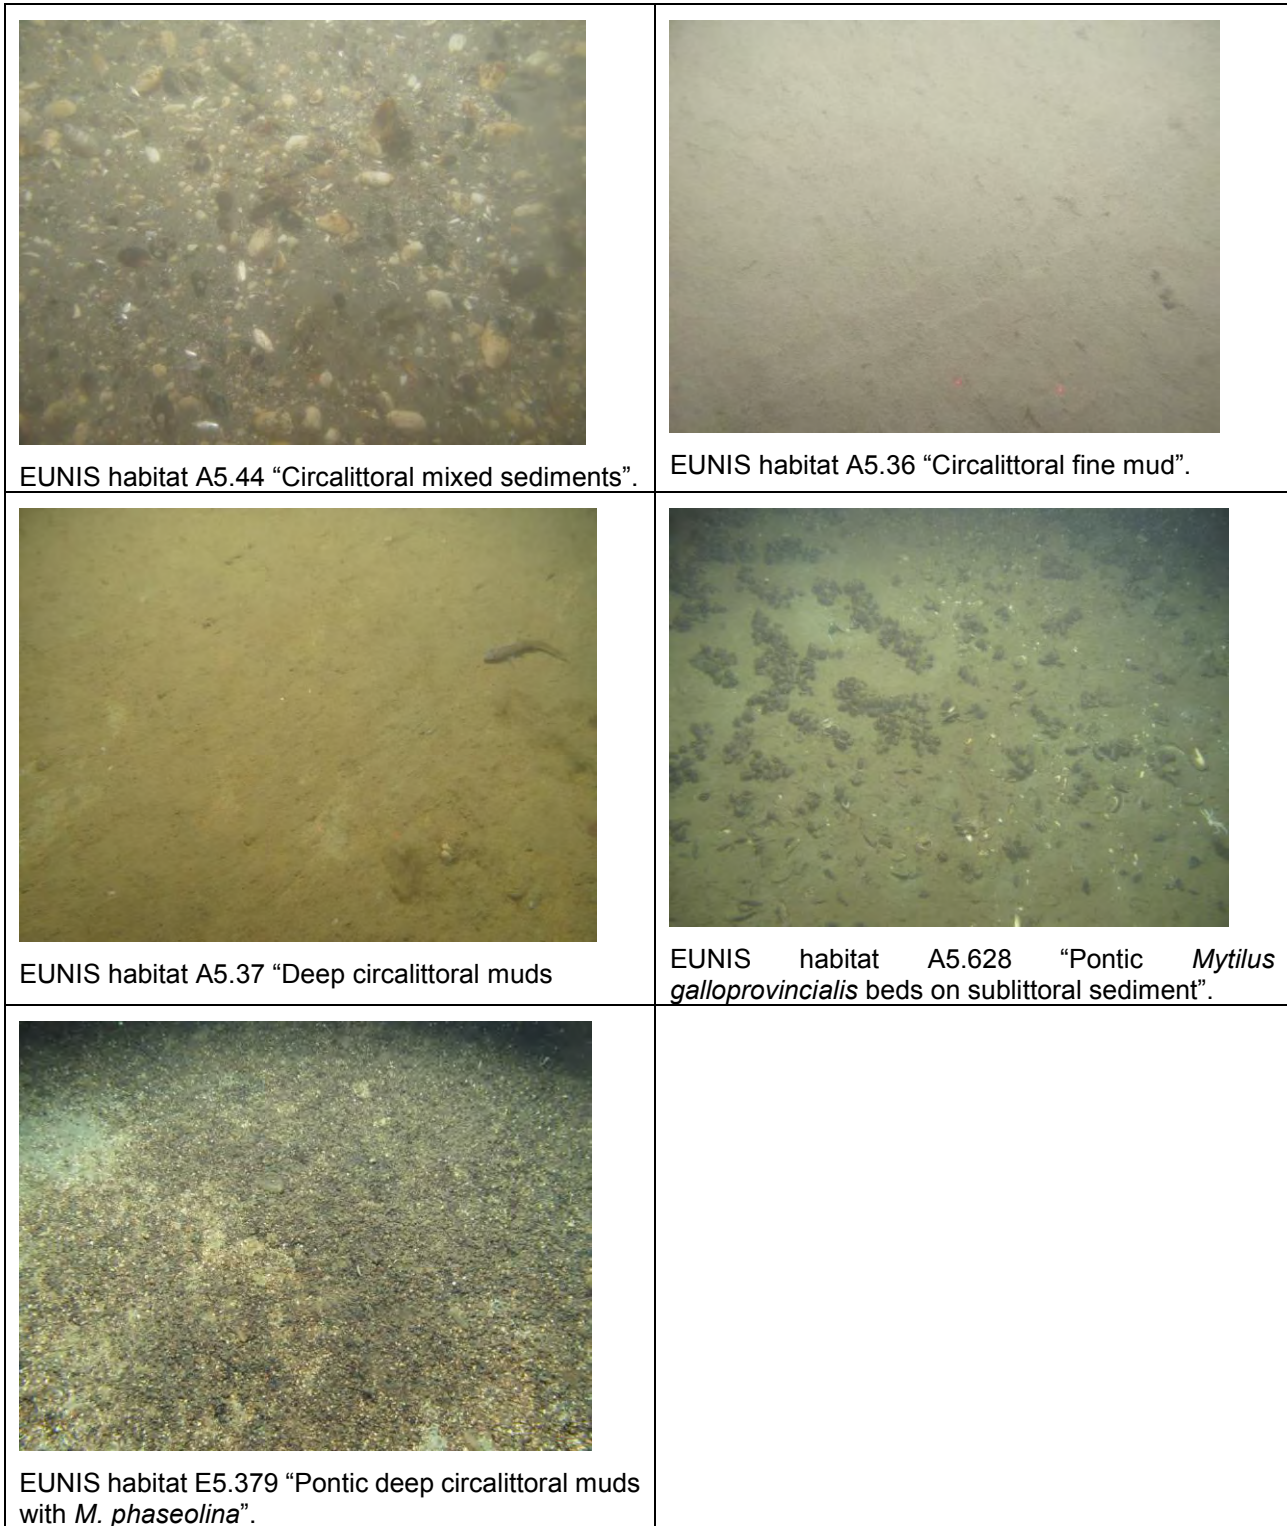 EUNIS habitat A5.44 “Circalittoral mixed sediments”.
EUNIS habitat A5.36 “Circalittoral fine mud”.
EUNIS habitat A5.37 “Deep circalittoral muds
EUNIS habitat A5.628 “Pontic Mytilus
galloprovincialis beds on sublittoral sediment”.
EUNIS habitat E5.379 “Pontic deep circalittoral muds
with M. phaseolina”.